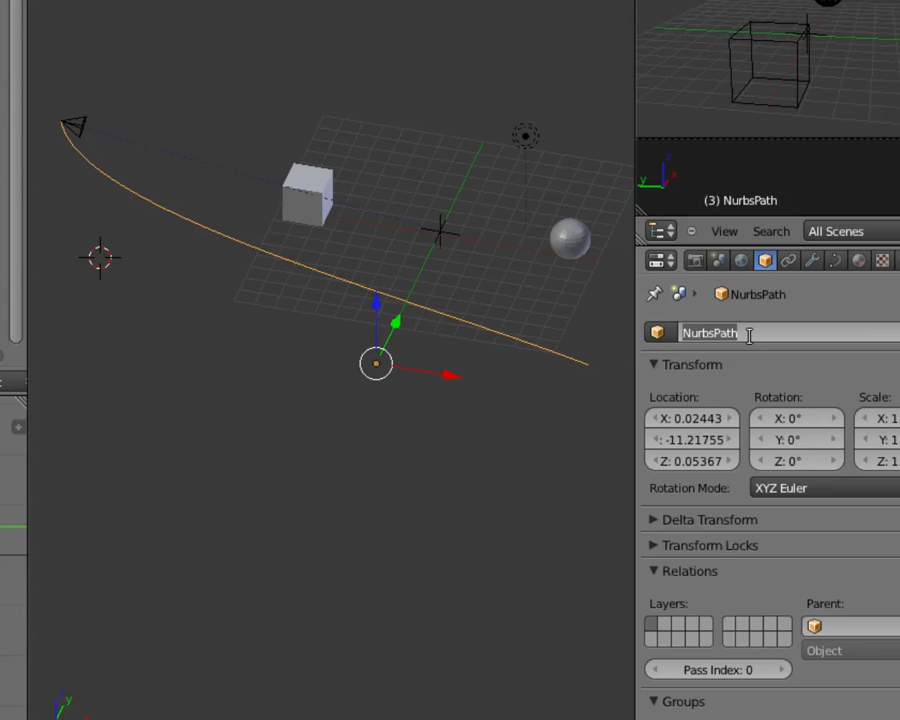 y
z
x
(3) NurbsPath
View Search All Scenes
NurbsPath
NurbsPath
Transform
Location: Rotation: Scale:
X: 0.02443 X: 0° X: 1.
: -11.21755 Y: 0° Y: 1
Z: 0.05367 Z: 0° Z: 1.
Rotation Mode: XYZ Euler
Delta Transform
Transform Locks
Relations
Layers: Parent:
Object
Pass Index: 0
Groups
z
y